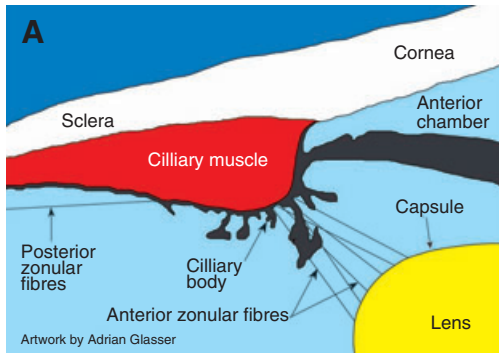 A
Cornea
Sclera
Anterior
chamber
Cilliary muscle
Capsule
Posterior
zonular
fibres
Cilliary
body
Anterior zonular fibres
Lens
Artwork by Adrian Glasser